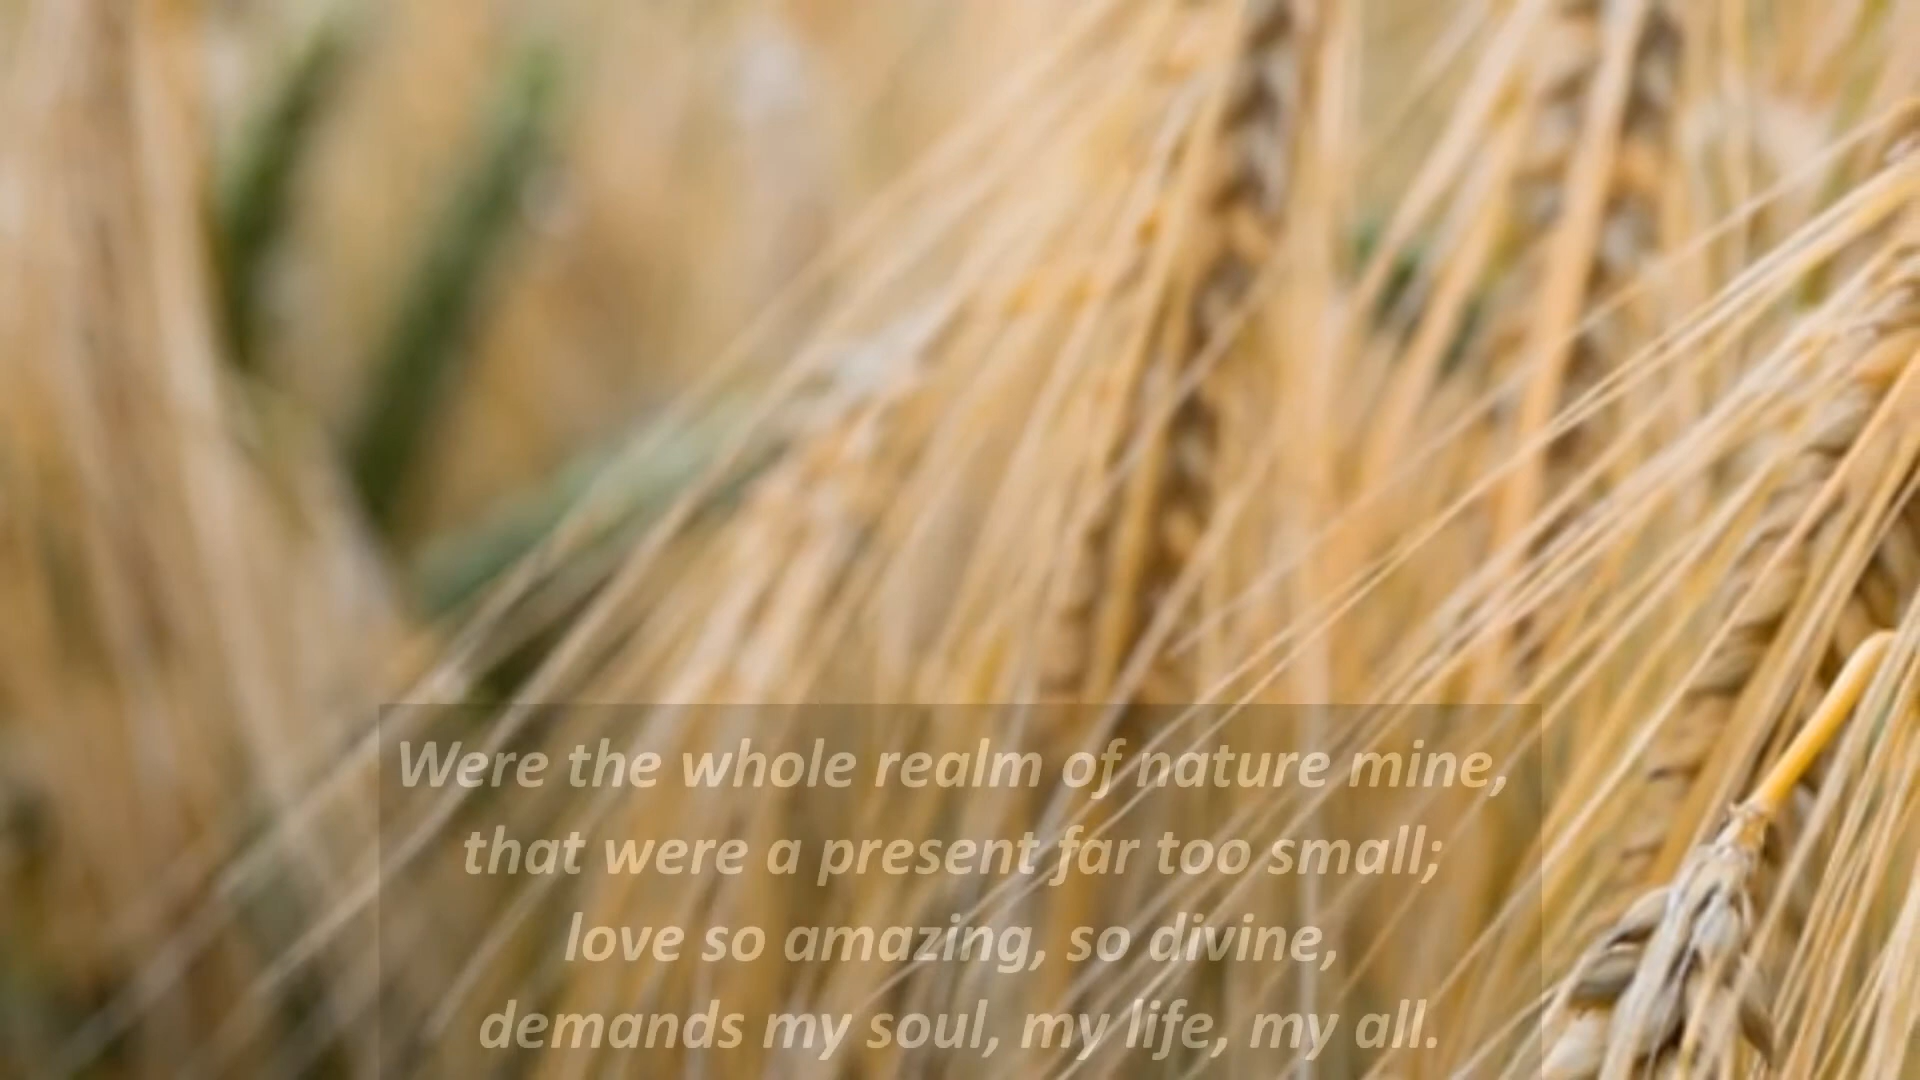 Were the whole realm of nature mine,
that were a present far too small;
love so amazing, so divine,
demands my soul, my life, my all.